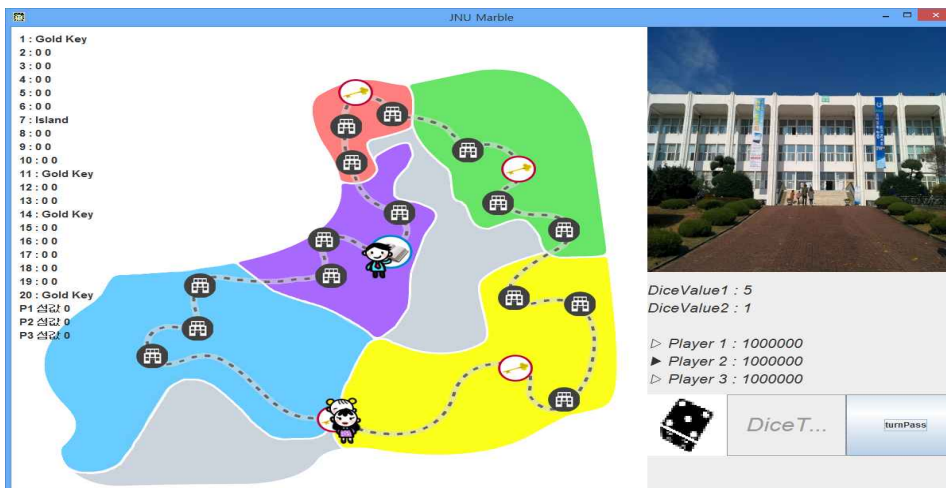 JNU Marble
1 : Gold Key
2 : 0 0
3 : 0 0
4 : 0 0
5 : 0 0
6 : 0 0
7 : Island
8 : 0 0
9 : 0 0
10 : 0 0
11 : Gold Key
12 : 0 0
13 : 0 0
14 : Gold Key
15 : 0 0
16 : 0 0
17 : 0 0
18 : 0 0
19 : 0 0
20 : Gold Key
P1 섬값 0
P2 섬값 0
P3 섬값 0
DiceValue1 : 5
DiceValue2 : 1
▷ Player 1 : 1000000
▶ Player 2 : 1000000
▷ Player 3 : 1000000
DiceT...
turnPass